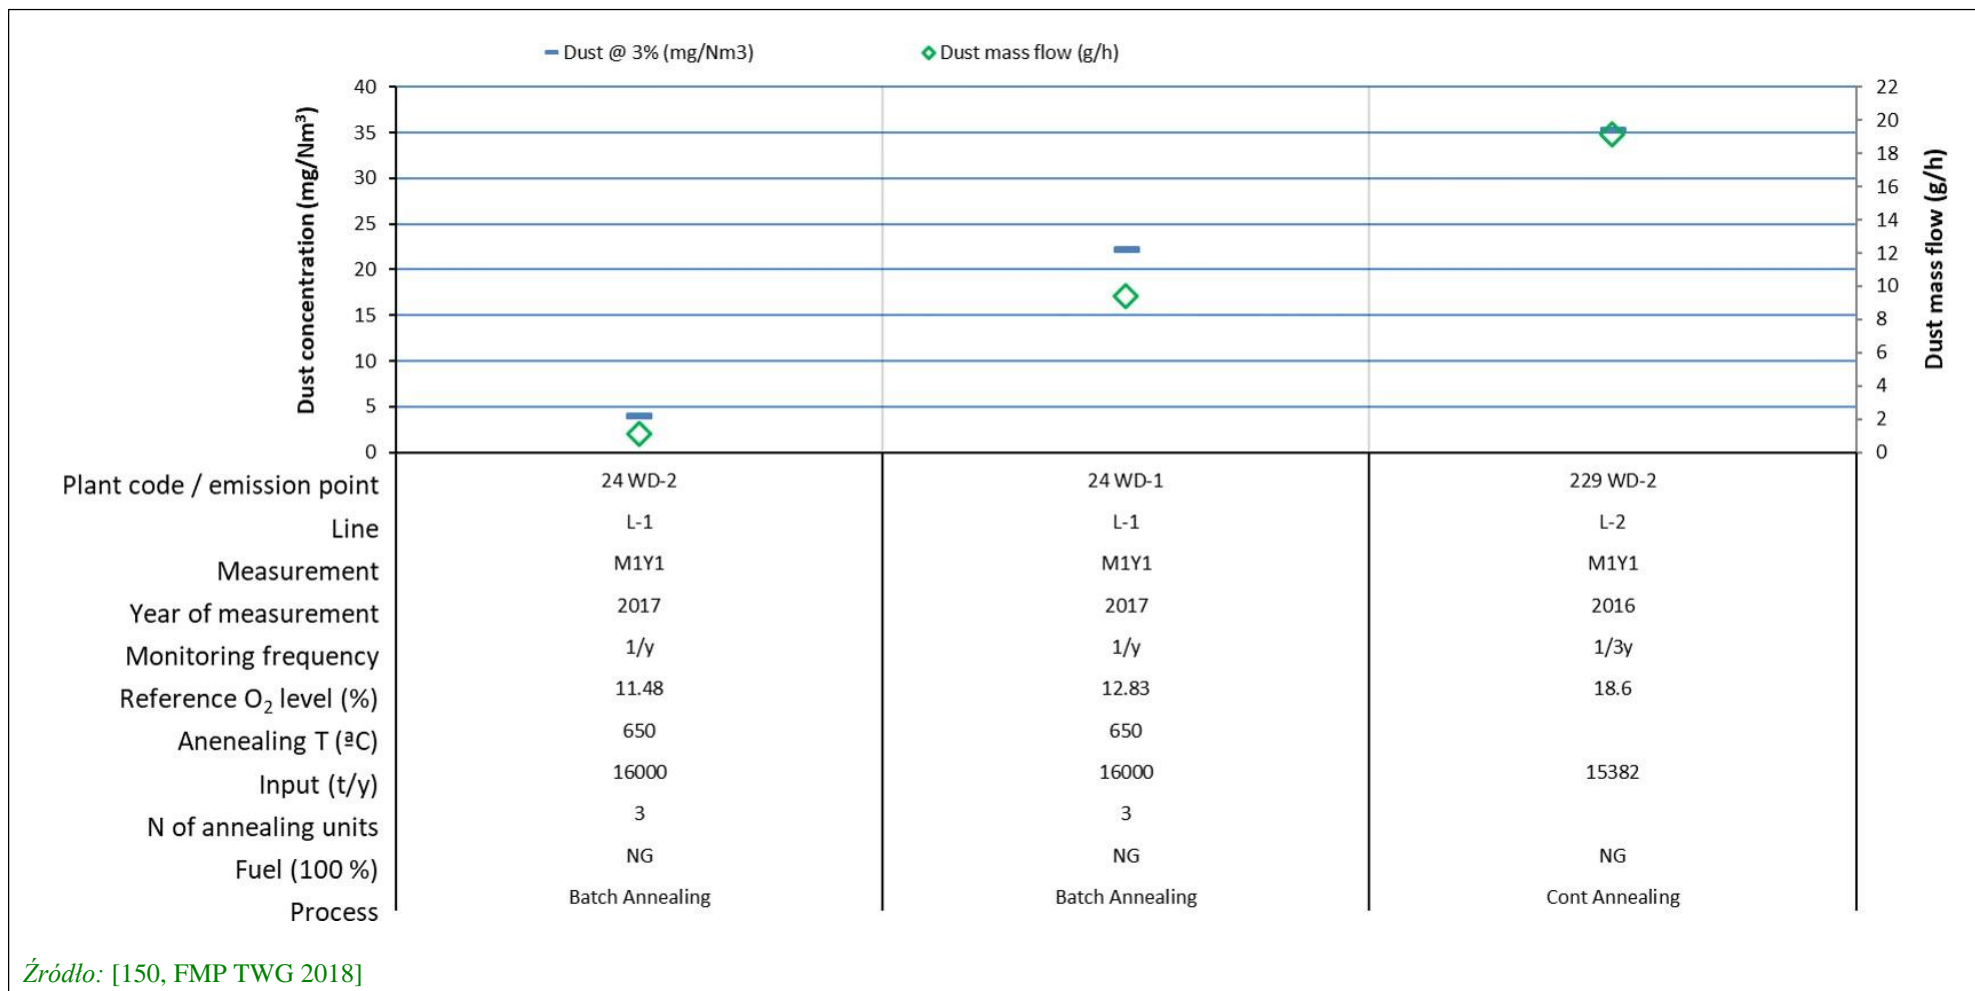 Dust @ 3% (mg/Nm3) Dust mass flow (g/h)
Dust concentration (mg/Nm³)
40
35
30
25
20
15
10
5
0
22
20
18
16
14
12
10
8
6
4
2
0
Dust mass flow (g/h)
Plant code / emission point 24 WD-2 24 WD-1 229 WD-2
Line L-1 L-1 L-2
Measurement M1Y1 M1Y1 M1Y1
Year of measurement 2017 2017 2016
Monitoring frequency 1/y 1/y 1/3y
Reference O₂ level (%) 11.48 12.83 18.6
Anenealing T (ªC) 650 650
Input (t/y) 16000 16000 15382
N of annealing units 3 3
Fuel (100 %) NG NG NG
Process Batch Annealing Batch Annealing Cont Annealing
Źródło: [150, FMP TWG 2018]